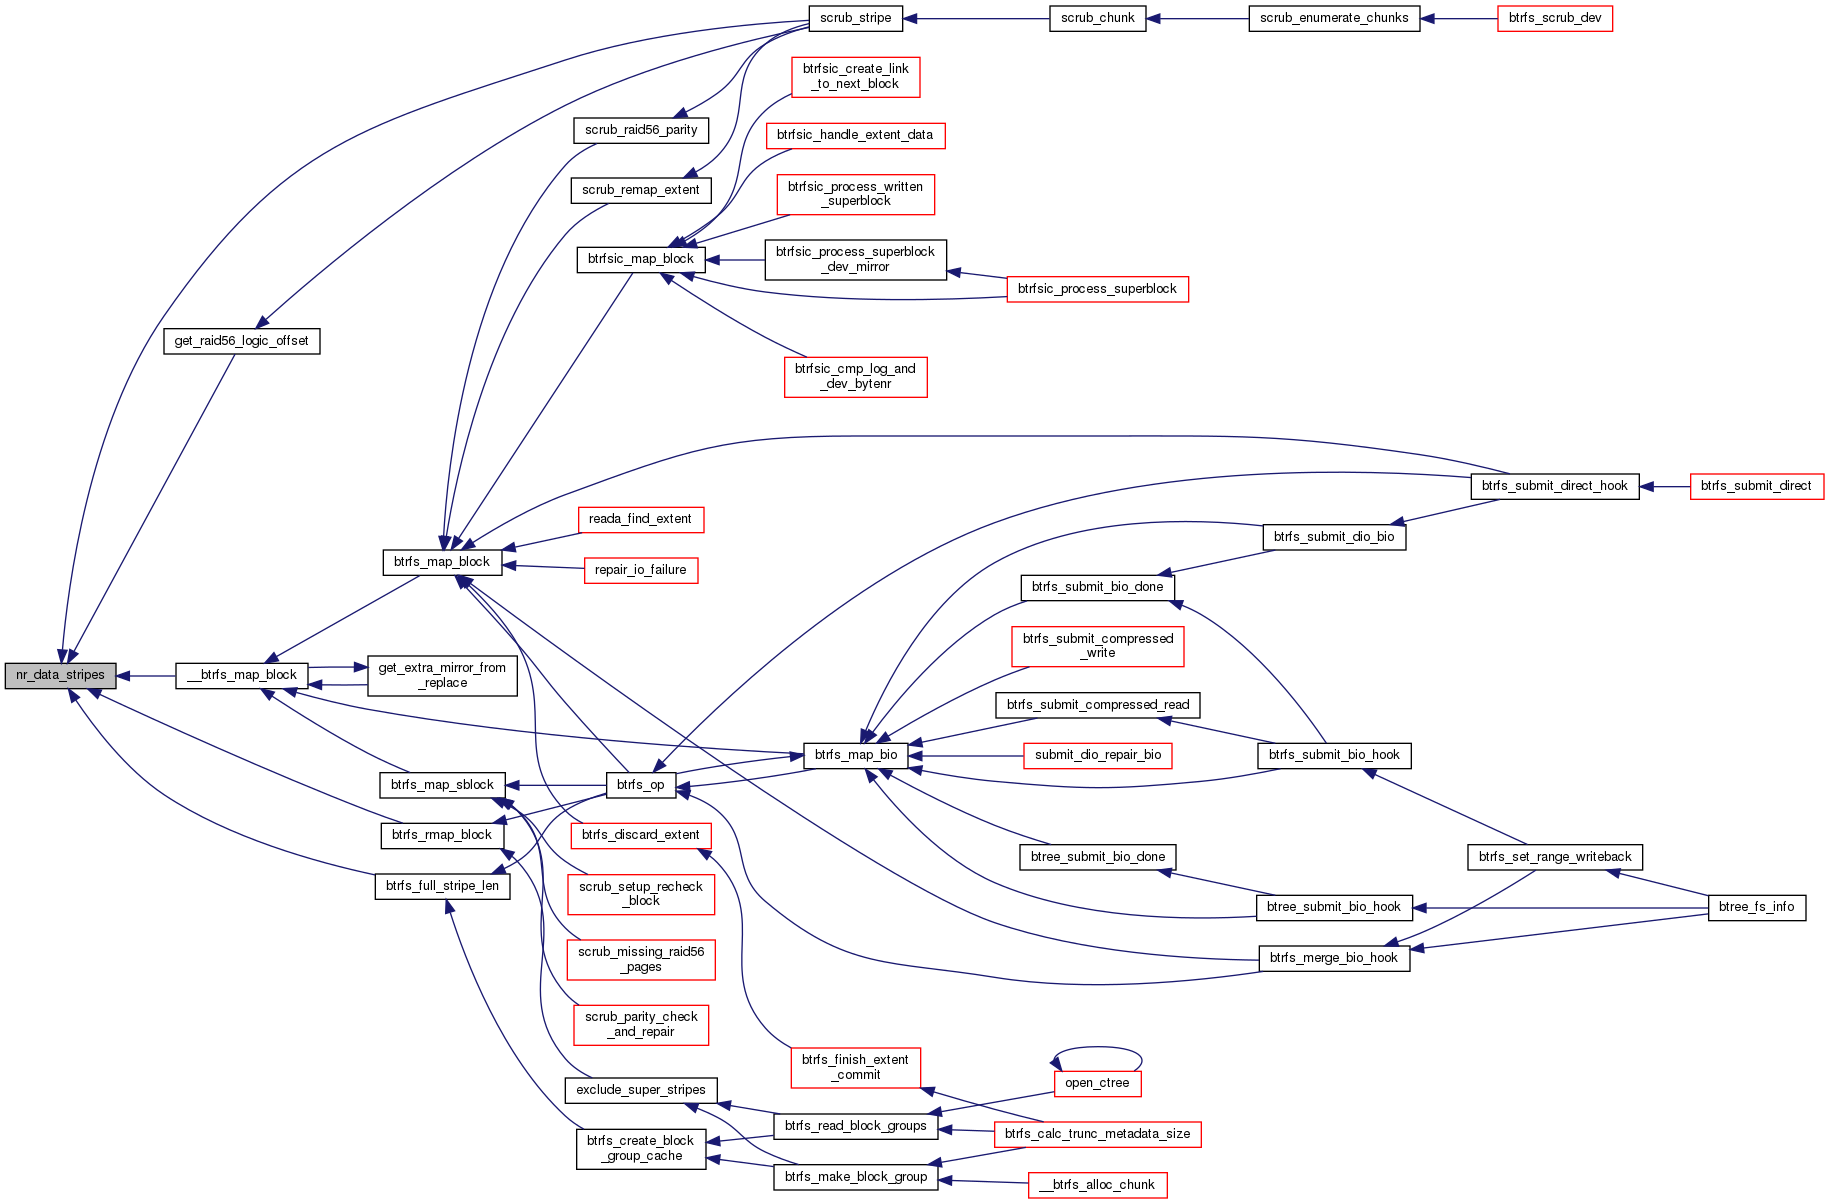 scrub_stripe
scrub_chunk
scrub_enumerate_chunks
btrfs_scrub_dev
btrfsic_create_link
_to_next_block
scrub_raid56_parity
btrfsic_handle_extent_data
scrub_remap_extent
btrfsic_process_written
_superblock
btrfsic_map_block
btrfsic_process_superblock
_dev_mirror
btrfsic_process_superblock
get_raid56_logic_offset
btrfsic_cmp_log_and
_dev_bytenr
btrfs_submit_direct_hook
btrfs_submit_direct
reada_find_extent
btrfs_submit_dio_bio
btrfs_map_block
repair_io_failure
btrfs_submit_bio_done
btrfs_submit_compressed
_write
nr_data_stripes
__btrfs_map_block
get_extra_mirror_from
_replace
btrfs_submit_compressed_read
btrfs_map_bio
submit_dio_repair_bio
btrfs_submit_bio_hook
btrfs_map_sblock
btrfs_op
btrfs_rmap_block
btrfs_discard_extent
btree_submit_bio_done
btrfs_set_range_writeback
btrfs_full_stripe_len
scrub_setup_recheck
_block
btree_submit_bio_hook
btree_fs_info
scrub_missing_raid56
_pages
btrfs_merge_bio_hook
scrub_parity_check
_and_repair
btrfs_finish_extent
_commit
open_ctree
exclude_super_stripes
btrfs_read_block_groups
btrfs_calc_trunc_metadata_size
btrfs_create_block
_group_cache
btrfs_make_block_group
__btrfs_alloc_chunk